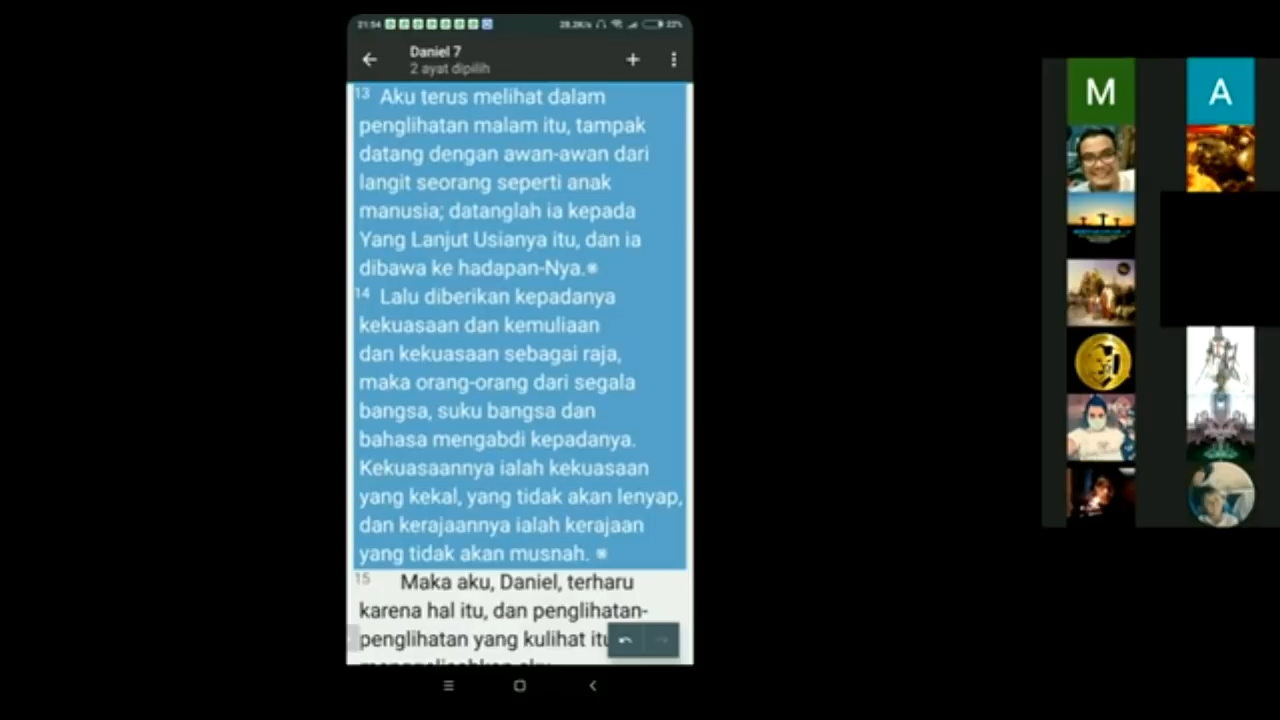 21:54
22%
Daniel 7
2 ayat dipilih
13 Aku terus melihat dalam
penglihatan malam itu, tampak
datang dengan awan-awan dari
langit seorang seperti anak
manusia; datanglah ia kepada
Yang Lanjut Usianya itu, dan ia
dibawa ke hadapan-Nya.
14 Lalu diberikan kepadanya
kekuasaan dan kemuliaan
dan kekuasaan sebagai raja,
maka orang-orang dari segala
bangsa, suku bangsa dan
bahasa mengabdi kepadanya.
Kekuasaannya ialah kekuasaan
yang kekal, yang tidak akan lenyap,
dan kerajaannya ialah kerajaan
yang tidak akan musnah.
15 Maka aku, Daniel, terharu
karena hal itu, dan penglihatan-
penglihatan yang kulihat itu
M
A